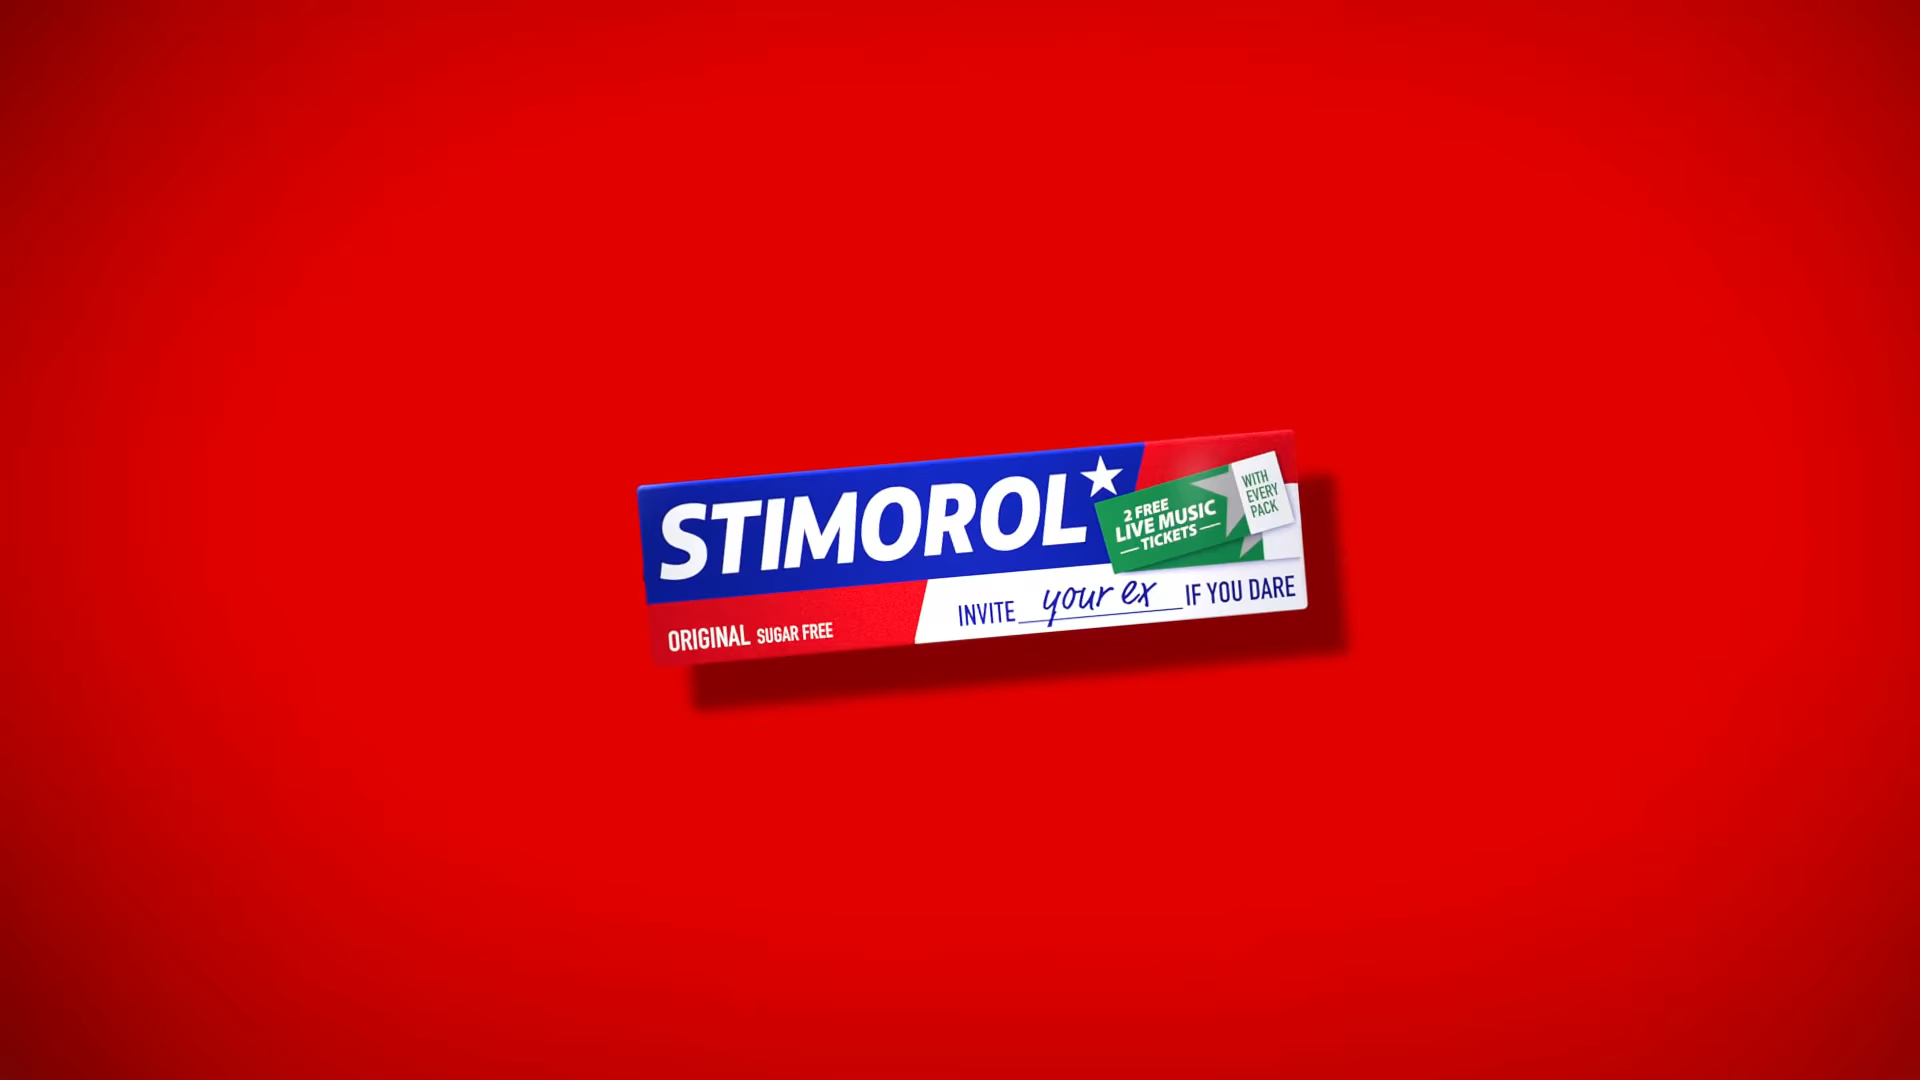 STIMOROL
2 FREE
LIVE MUSIC
TICKETS
WITH
EVERY
PACK
ORIGINAL SUGAR FREE
INVITE your ex IF YOU DARE